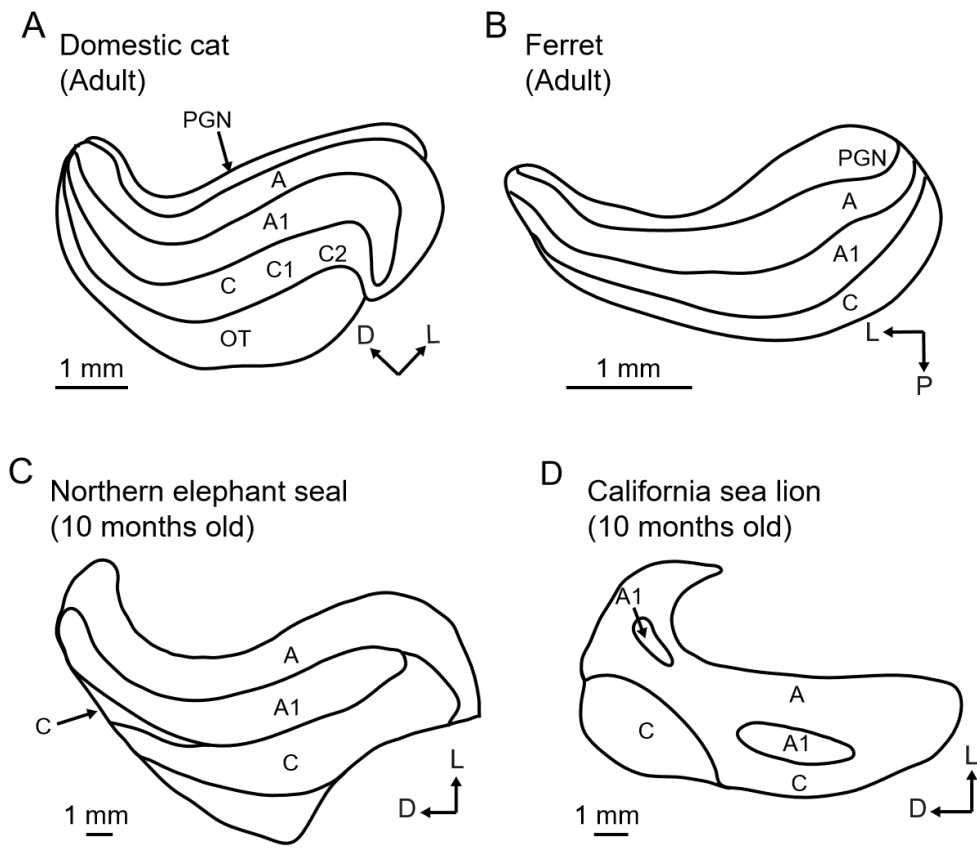 A
Domestic cat
(Adult)
PGN
A
A1
C2
C1
C
OT
D
L
1 mm
B
Ferret
(Adult)
PGN
A
A1
C
L
P
1 mm
C
Northern elephant seal
(10 months old)
A
A1
C
C
L
D
1 mm
D
California sea lion
(10 months old)
A1
A
C
A1
C
L
D
1 mm